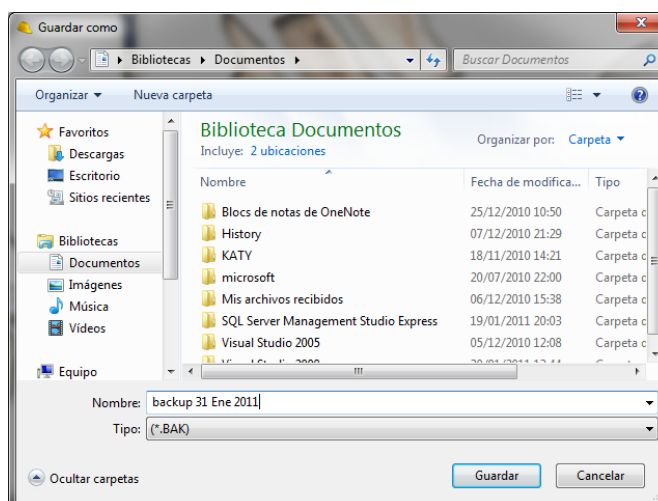 Guardar como
Bibliotecas Documentos Buscar Documentos
Organizar Nueva carpeta
Favoritos
Descargas
Escritorio
Sitios recientes
Bibliotecas
Documentos
Imágenes
Música
Vídeos
Equipo
Biblioteca Documentos
Incluye: 2 ubicaciones
Organizar por: Carpeta
Nombre Fecha de modifica... Tipo
Blocs de notas de OneNote 25/12/2010 10:50 Carpeta c
History 07/12/2010 21:29 Carpeta c
KATY 18/11/2010 14:21 Carpeta c
microsoft 20/07/2010 22:00 Carpeta c
Mis archivos recibidos 06/12/2010 15:38 Carpeta c
SQL Server Management Studio Express 19/01/2011 20:03 Carpeta c
Visual Studio 2005 05/12/2010 12:08 Carpeta c
Nombre: backup 31 Ene 2011
Tipo: (*.BAK)
Ocultar carpetas Guardar Cancelar